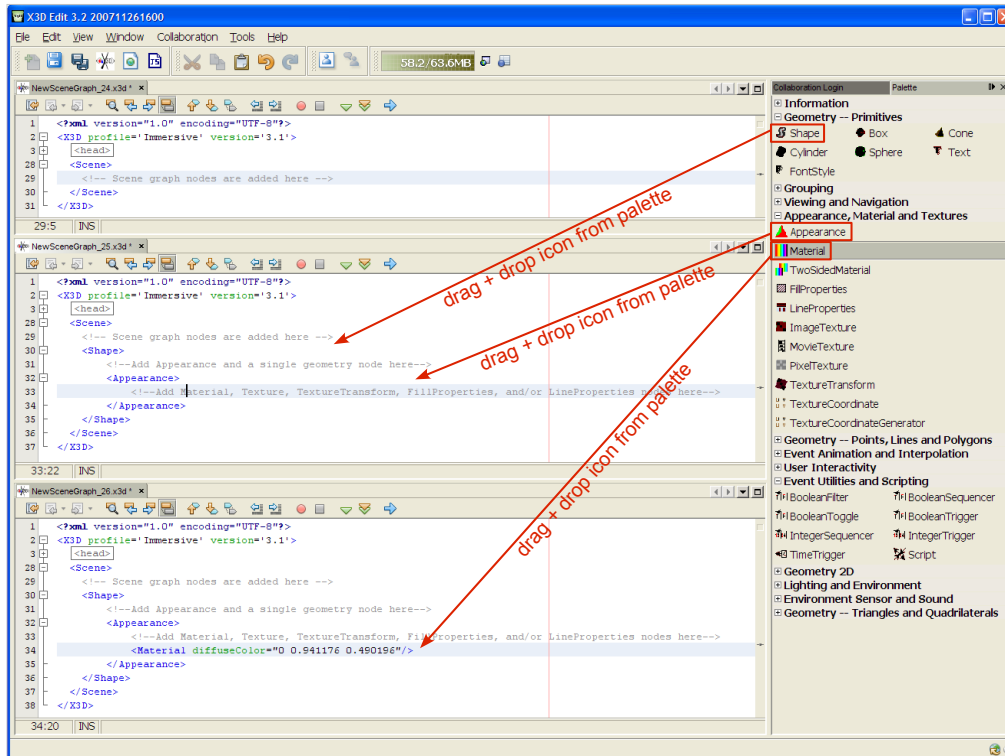 X3D Edit 3.2 200711261600
File Edit View Window Collaboration Tools Help
58.2/63.6MB
NewSceneGraph_24.x3d * ×
1 <?xml version="1.0" encoding="UTF-8"?>
2 <X3D profile='Immersive' version='3.1'>
3 <head>
28 <Scene>
29 <!-- Scene graph nodes are added here -->
30 </Scene>
31 </X3D>
29:5 INS
NewSceneGraph_25.x3d * ×
1 <?xml version="1.0" encoding="UTF-8"?>
2 <X3D profile='Immersive' version='3.1'>
3 <head>
28 <Scene>
29 <!-- Scene graph nodes are added here -->
30 <Shape>
31 <!--Add Appearance and a single geometry node here-->
32 <Appearance>
33 <!--Add Material, Texture, TextureTransform, FillProperties, and/or LineProperties nodes here-->
34 </Appearance>
35 </Shape>
36 </Scene>
37 </X3D>
33:22 INS
NewSceneGraph_26.x3d * ×
1 <?xml version="1.0" encoding="UTF-8"?>
2 <X3D profile='Immersive' version='3.1'>
3 <head>
28 <Scene>
29 <!-- Scene graph nodes are added here -->
30 <Shape>
31 <!--Add Appearance and a single geometry node here-->
32 <Appearance>
33 <!--Add Material, Texture, TextureTransform, FillProperties, and/or LineProperties nodes here-->
34 <Material diffuseColor="0 0.941176 0.490196"/>
35 </Appearance>
36 </Shape>
37 </Scene>
38 </X3D>
34:20 INS
drag + drop icon from palette
drag + drop icon from palette
drag + drop icon from palette
Collaboration Login Palette
Information
Geometry -- Primitives
Shape Box Cone
Cylinder Sphere Text
FontStyle
Grouping
Viewing and Navigation
Appearance, Material and Textures
Appearance
Material
TwoSidedMaterial
FillProperties
LineProperties
ImageTexture
MovieTexture
PixelTexture
TextureTransform
TextureCoordinate
TextureCoordinateGenerator
Geometry -- Points, Lines and Polygons
Event Animation and Interpolation
User Interactivity
Event Utilities and Scripting
BooleanFilter BooleanSequencer
BooleanToggle BooleanTrigger
IntegerSequencer IntegerTrigger
TimeTrigger Script
Geometry 2D
Lighting and Environment
Environment Sensor and Sound
Geometry -- Triangles and Quadrilaterals